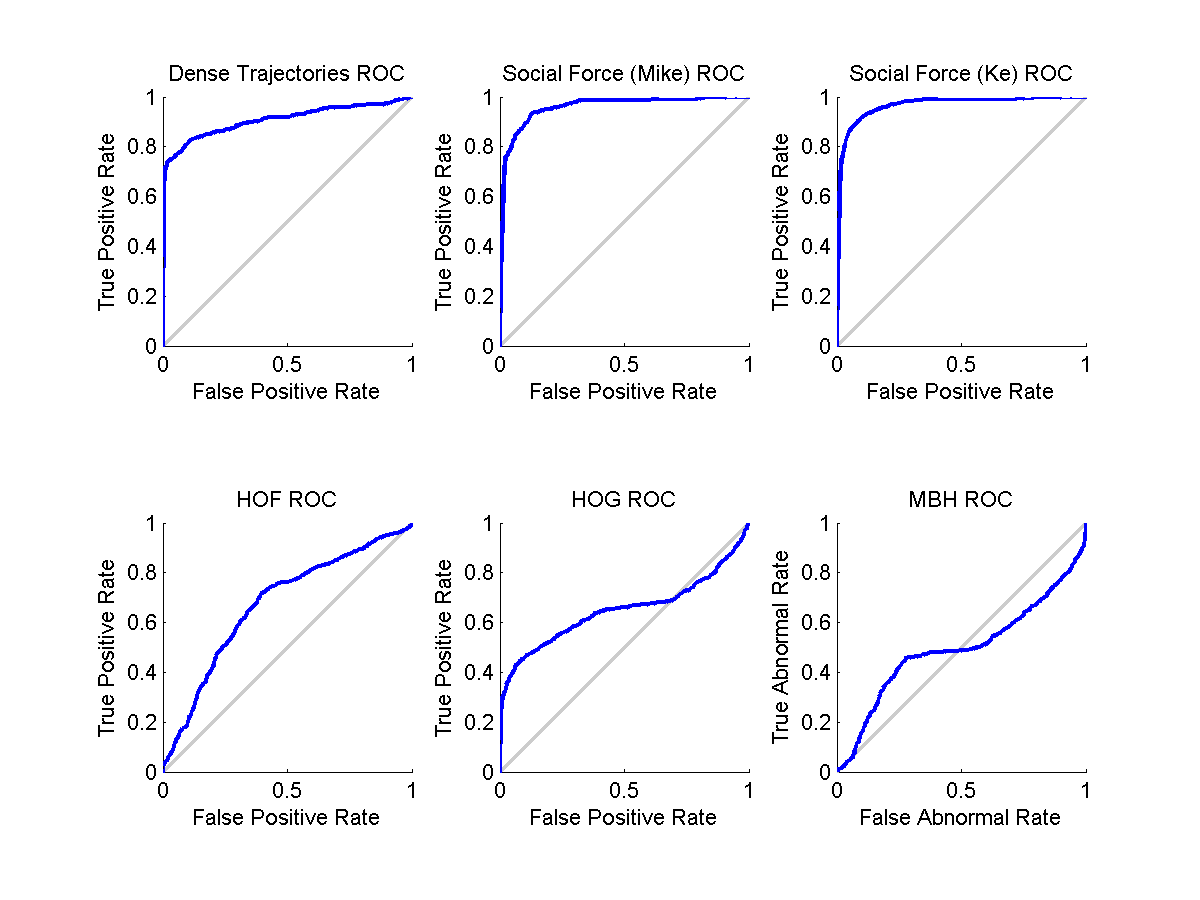 Dense Trajectories ROC
True Positive Rate
1
0.8
0.6
0.4
0.2
0
0 0.5 1
False Positive Rate
Social Force (Mike) ROC
True Positive Rate
1
0.8
0.6
0.4
0.2
0
0 0.5 1
False Positive Rate
Social Force (Ke) ROC
True Positive Rate
1
0.8
0.6
0.4
0.2
0
0 0.5 1
False Positive Rate
HOF ROC
True Positive Rate
1
0.8
0.6
0.4
0.2
0
0 0.5 1
False Positive Rate
HOG ROC
True Positive Rate
1
0.8
0.6
0.4
0.2
0
0 0.5 1
False Positive Rate
MBH ROC
True Abnormal Rate
1
0.8
0.6
0.4
0.2
0
0 0.5 1
False Abnormal Rate